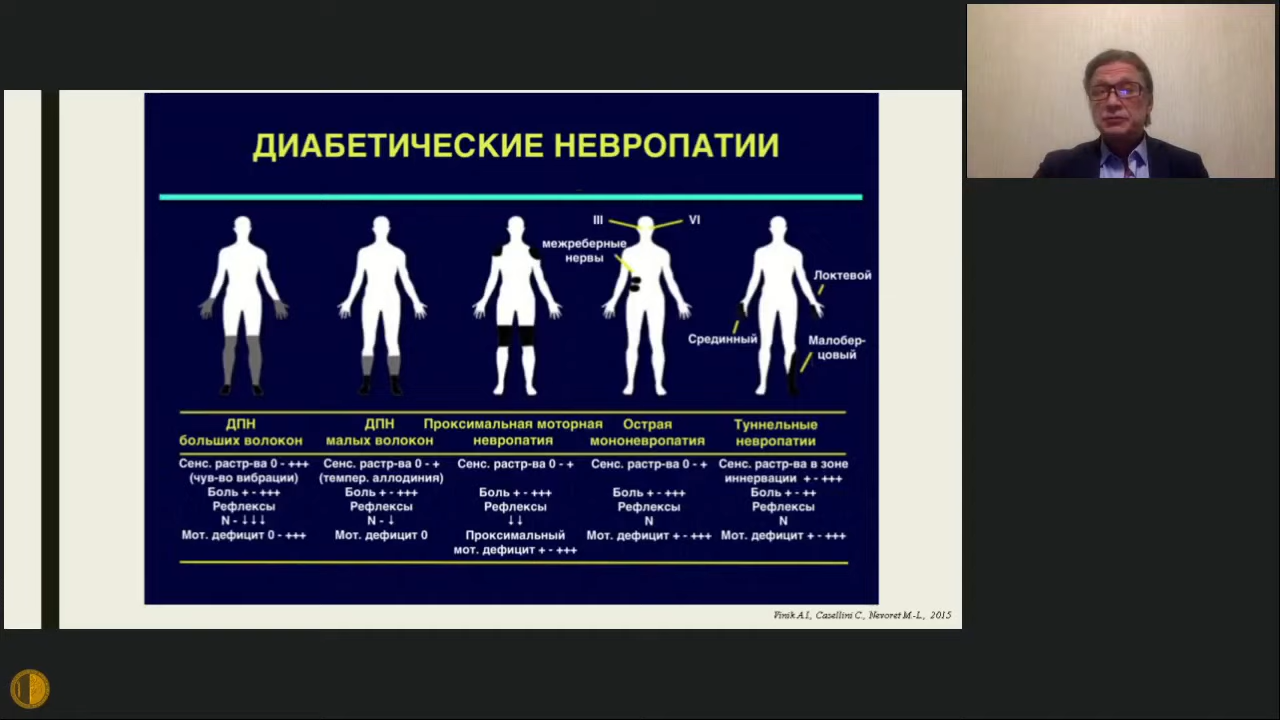 ДИАБЕТИЧЕСКИЕ НЕВРОПАТИИ
III
VI
межреберные
нервы
Локтевой
Срединный
Малобер-
цовый
ДПН
больших волокон
Сенс. растр-ва 0 - +++
(чув-во вибрации)
Боль + - +++
Рефлексы
N - ↓↓↓
Мот. дефицит 0 - +++
ДПН
малых волокон
Сенс. растр-ва 0 - +
(темпер. аллодиния)
Боль + - +++
Рефлексы
N - ↓
Мот. дефицит 0
Проксимальная моторная
невропатия
Сенс. растр-ва 0 - +
Боль + - +++
Рефлексы
↓↓
Проксимальный
мот. дефицит + - +++
Острая
мононевропатия
Сенс. растр-ва 0 - +
Боль + - +++
Рефлексы
N
Мот. дефицит + - +++
Туннельные
невропатии
Сенс. растр-ва в зоне
иннервации + - +++
Боль + - ++
Рефлексы
N
Мот. дефицит + - +++
Vinik A.I., Casellini C., Nevoret M.-L., 2015